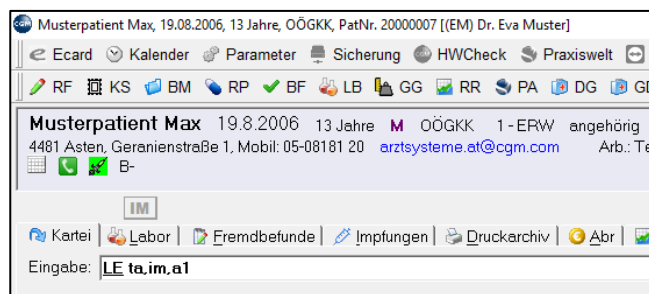 CGM Musterpatient Max, 19.08.2006, 13 Jahre, OÖGKK, PatNr. 20000007 [(EM) Dr. Eva Muster]
Ecard Kalender Parameter Sicherung HWCheck Praxiswelt
RF KS BM RP BF LB GG RR PA DG GD
Musterpatient Max 19.8.2006 13 Jahre M OÖGKK 1-ERW angehörig
4481 Asten, Geranienstraße 1, Mobil: 05-08181 20 arztsysteme.at@cgm.com Arb.: Te
B-
IM
Kartei Labor Fremdbefunde Impfungen Druckarchiv Abr
Eingabe: LE ta,im,a1